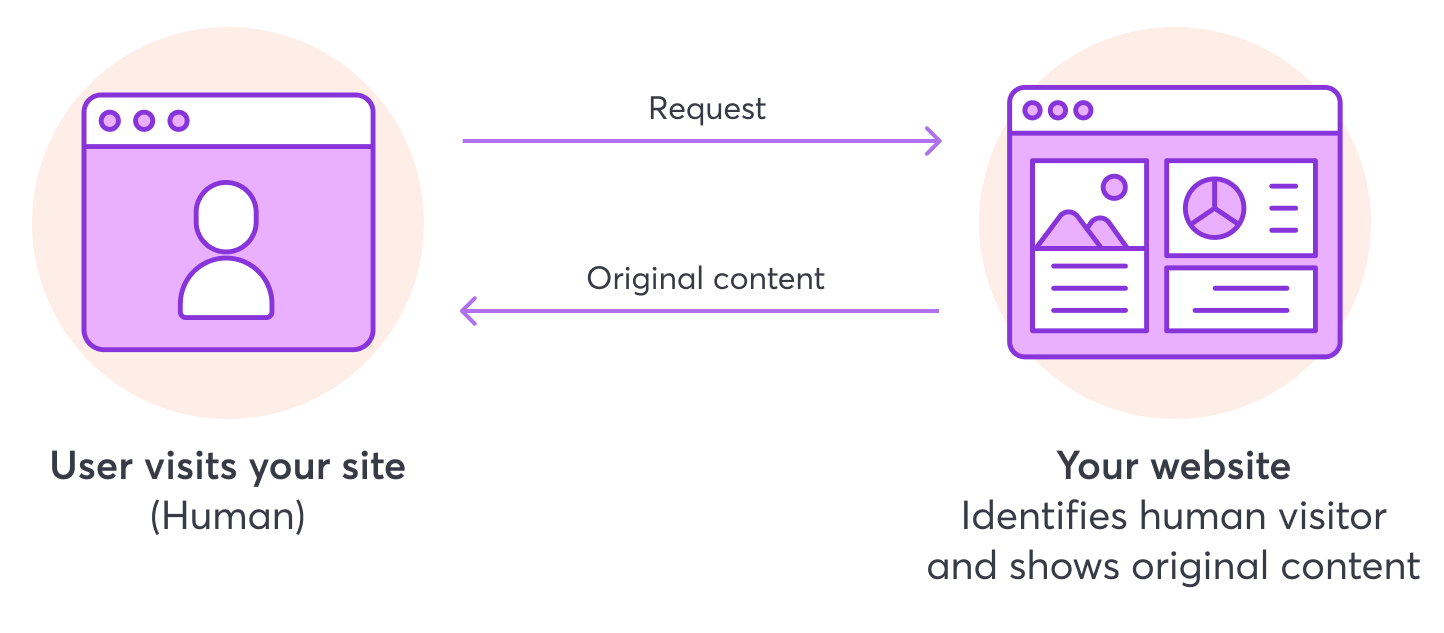 Request
Original content
User visits your site
(Human)
Your website
Identifies human visitor
and shows original content